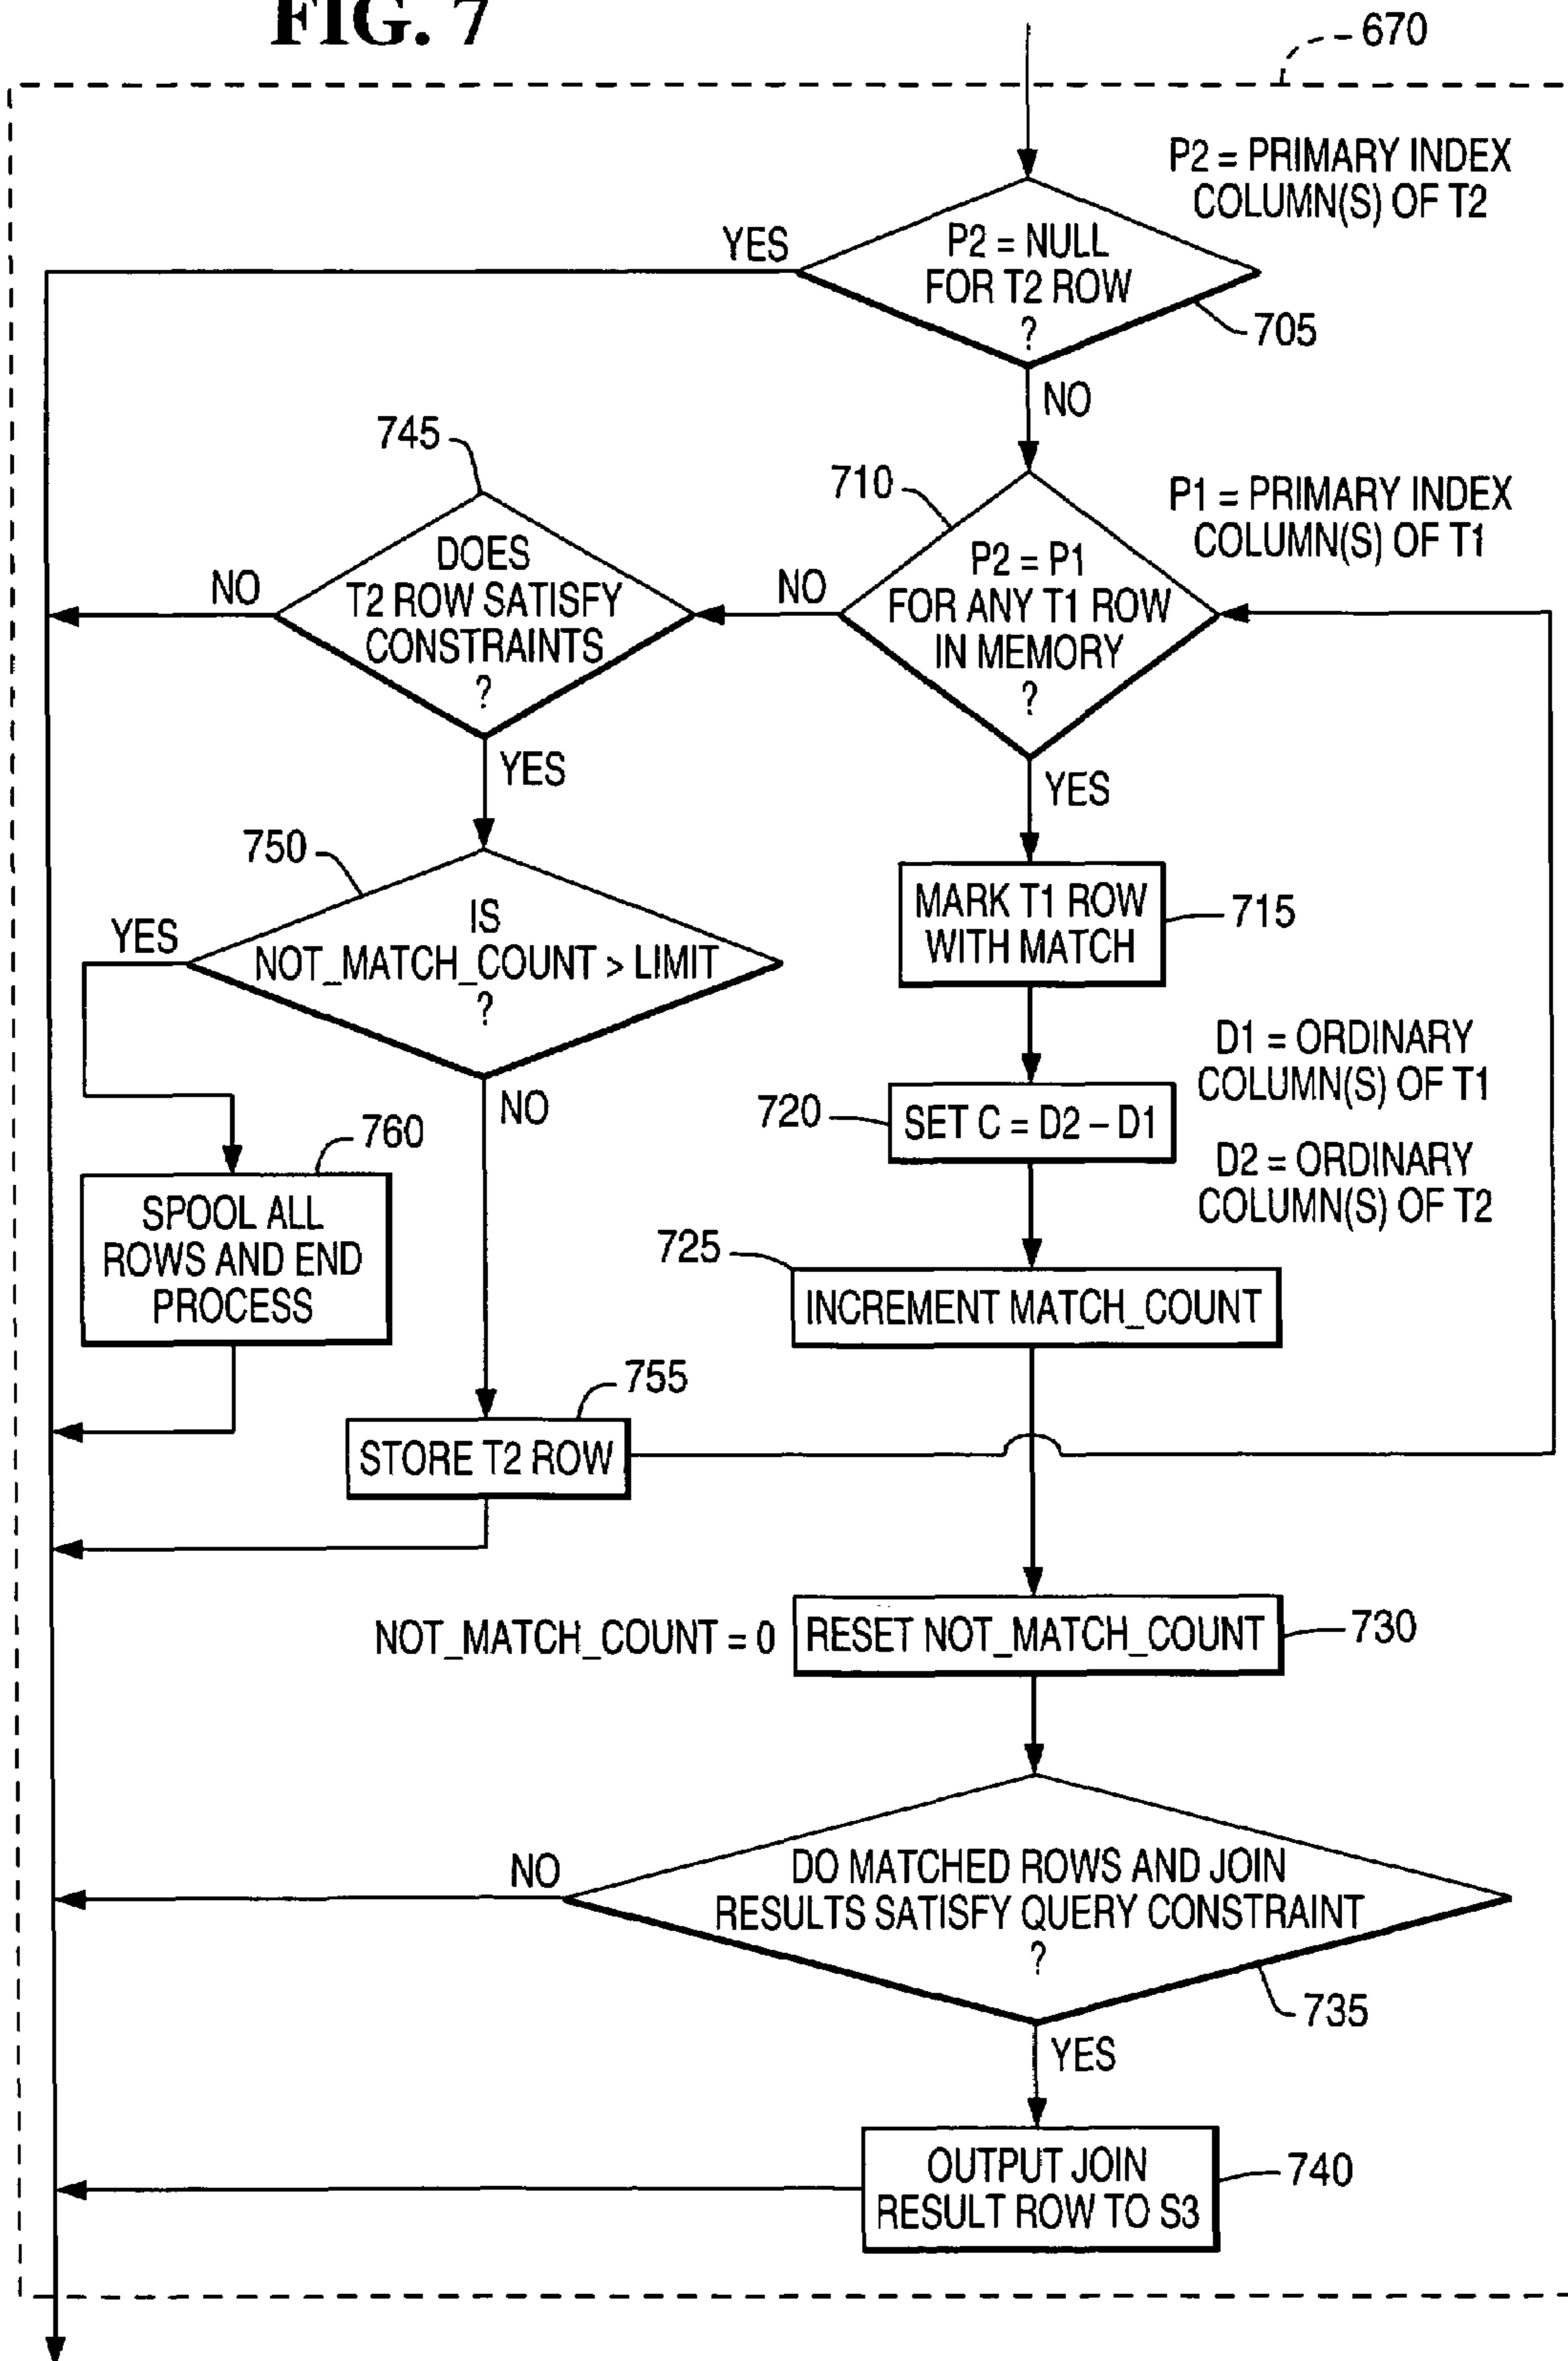 FIG. 7
670
P2 = PRIMARY INDEX
COLUMN(S) OF T2
YES
P2 = NULL
FOR T2 ROW
?
705
NO
745
710
P1 = PRIMARY INDEX
COLUMN(S) OF T1
DOES
T2 ROW SATISFY
CONSTRAINTS
?
NO
P2 = P1
FOR ANY T1 ROW
IN MEMORY
?
NO
YES
YES
750
IS
NOT_MATCH_COUNT > LIMIT
?
YES
MARK T1 ROW
WITH MATCH
715
NO
D1 = ORDINARY
COLUMN(S) OF T1
720
SET C = D2 – D1
760
D2 = ORDINARY
COLUMN(S) OF T2
SPOOL ALL
ROWS AND END
PROCESS
725
INCREMENT MATCH_COUNT
755
STORE T2 ROW
NOT_MATCH_COUNT = 0
RESET NOT_MATCH_COUNT
730
NO
DO MATCHED ROWS AND JOIN
RESULTS SATISFY QUERY CONSTRAINT
?
735
YES
OUTPUT JOIN
RESULT ROW TO S3
740